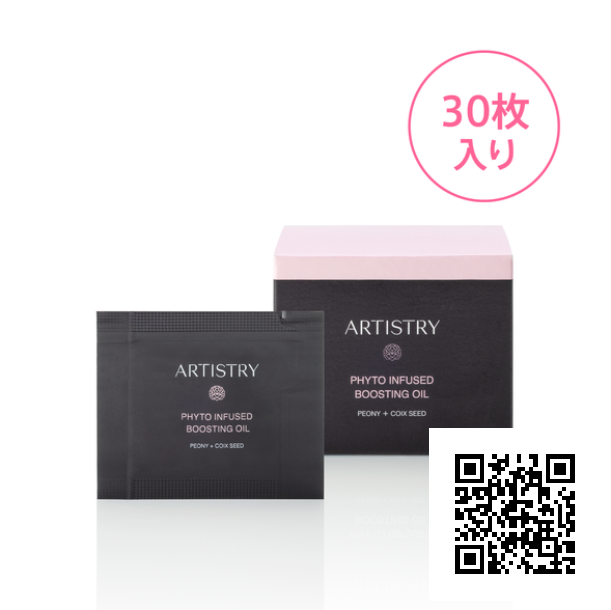 30枚
入り
ARTISTRY
PHYTO INFUSED
BOOSTING OIL
PEONY + COIX SEED
ARTISTRY
PHYTO INFUSED
BOOSTING OIL
PEONY + COIX SEED